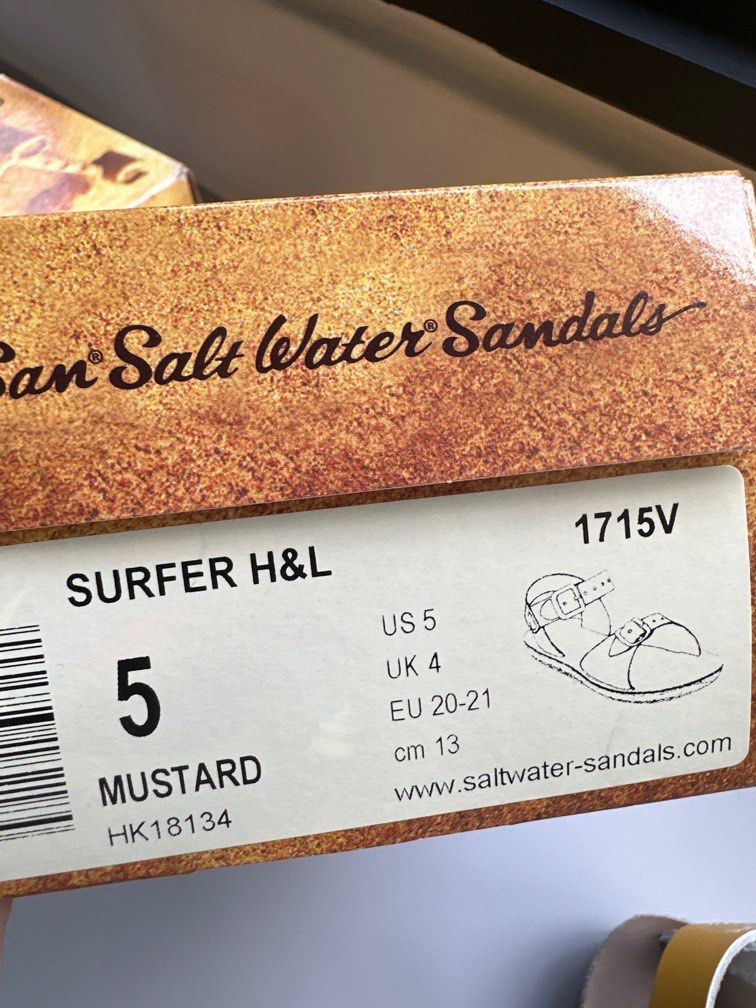 San® Salt Water® Sandals
SURFER H&L
1715V
5
US 5
UK 4
EU 20-21
cm 13
MUSTARD
HK18134
www.saltwater-sandals.com